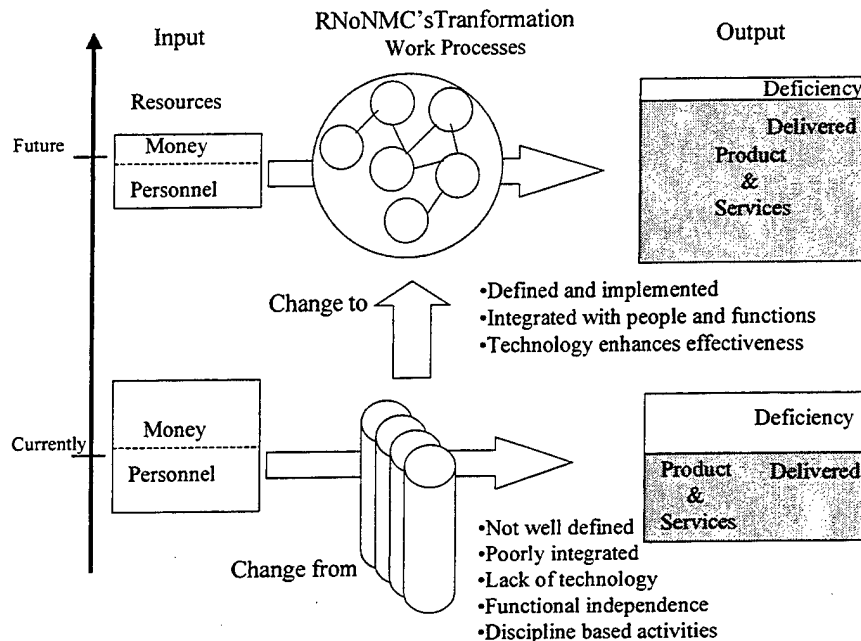 RNoNMC'sTranformation
Input
Work Processes
Output
Resources
Future
Money
Personnel
Deficiency
Delivered
Product
&
Services
Change to
•Defined and implemented
•Integrated with people and functions
•Technology enhances effectiveness
Currently
Money
Personnel
Deficiency
Product Delivered
&
Services
Change from
•Not well defined
•Poorly integrated
•Lack of technology
•Functional independence
•Discipline based activities